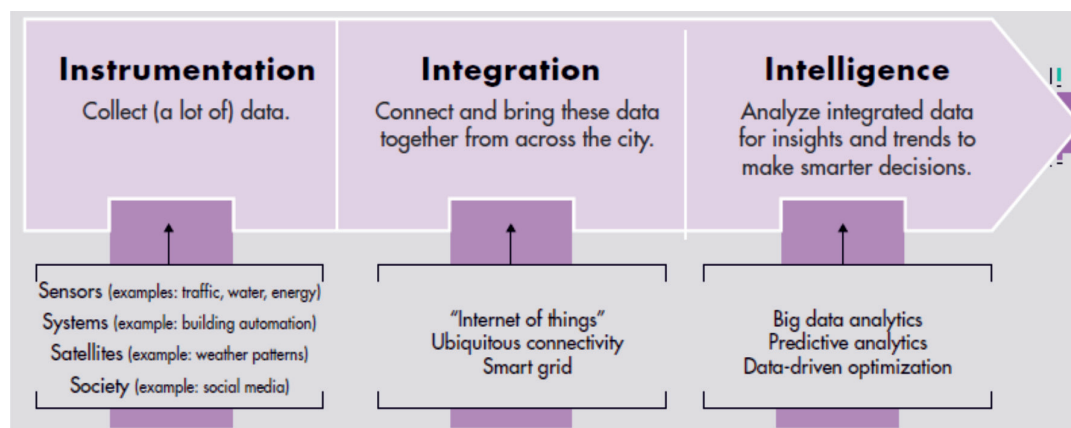 Instrumentation
Collect (a lot of) data.
Integration
Connect and bring these data
together from across the city.
Intelligence
Analyze integrated data
for insights and trends to
make smarter decisions.
Sensors (examples: traffic, water, energy)
Systems (example: building automation)
Satellites (example: weather patterns)
Society (example: social media)
“Internet of things”
Ubiquitous connectivity
Smart grid
Big data analytics
Predictive analytics
Data-driven optimization